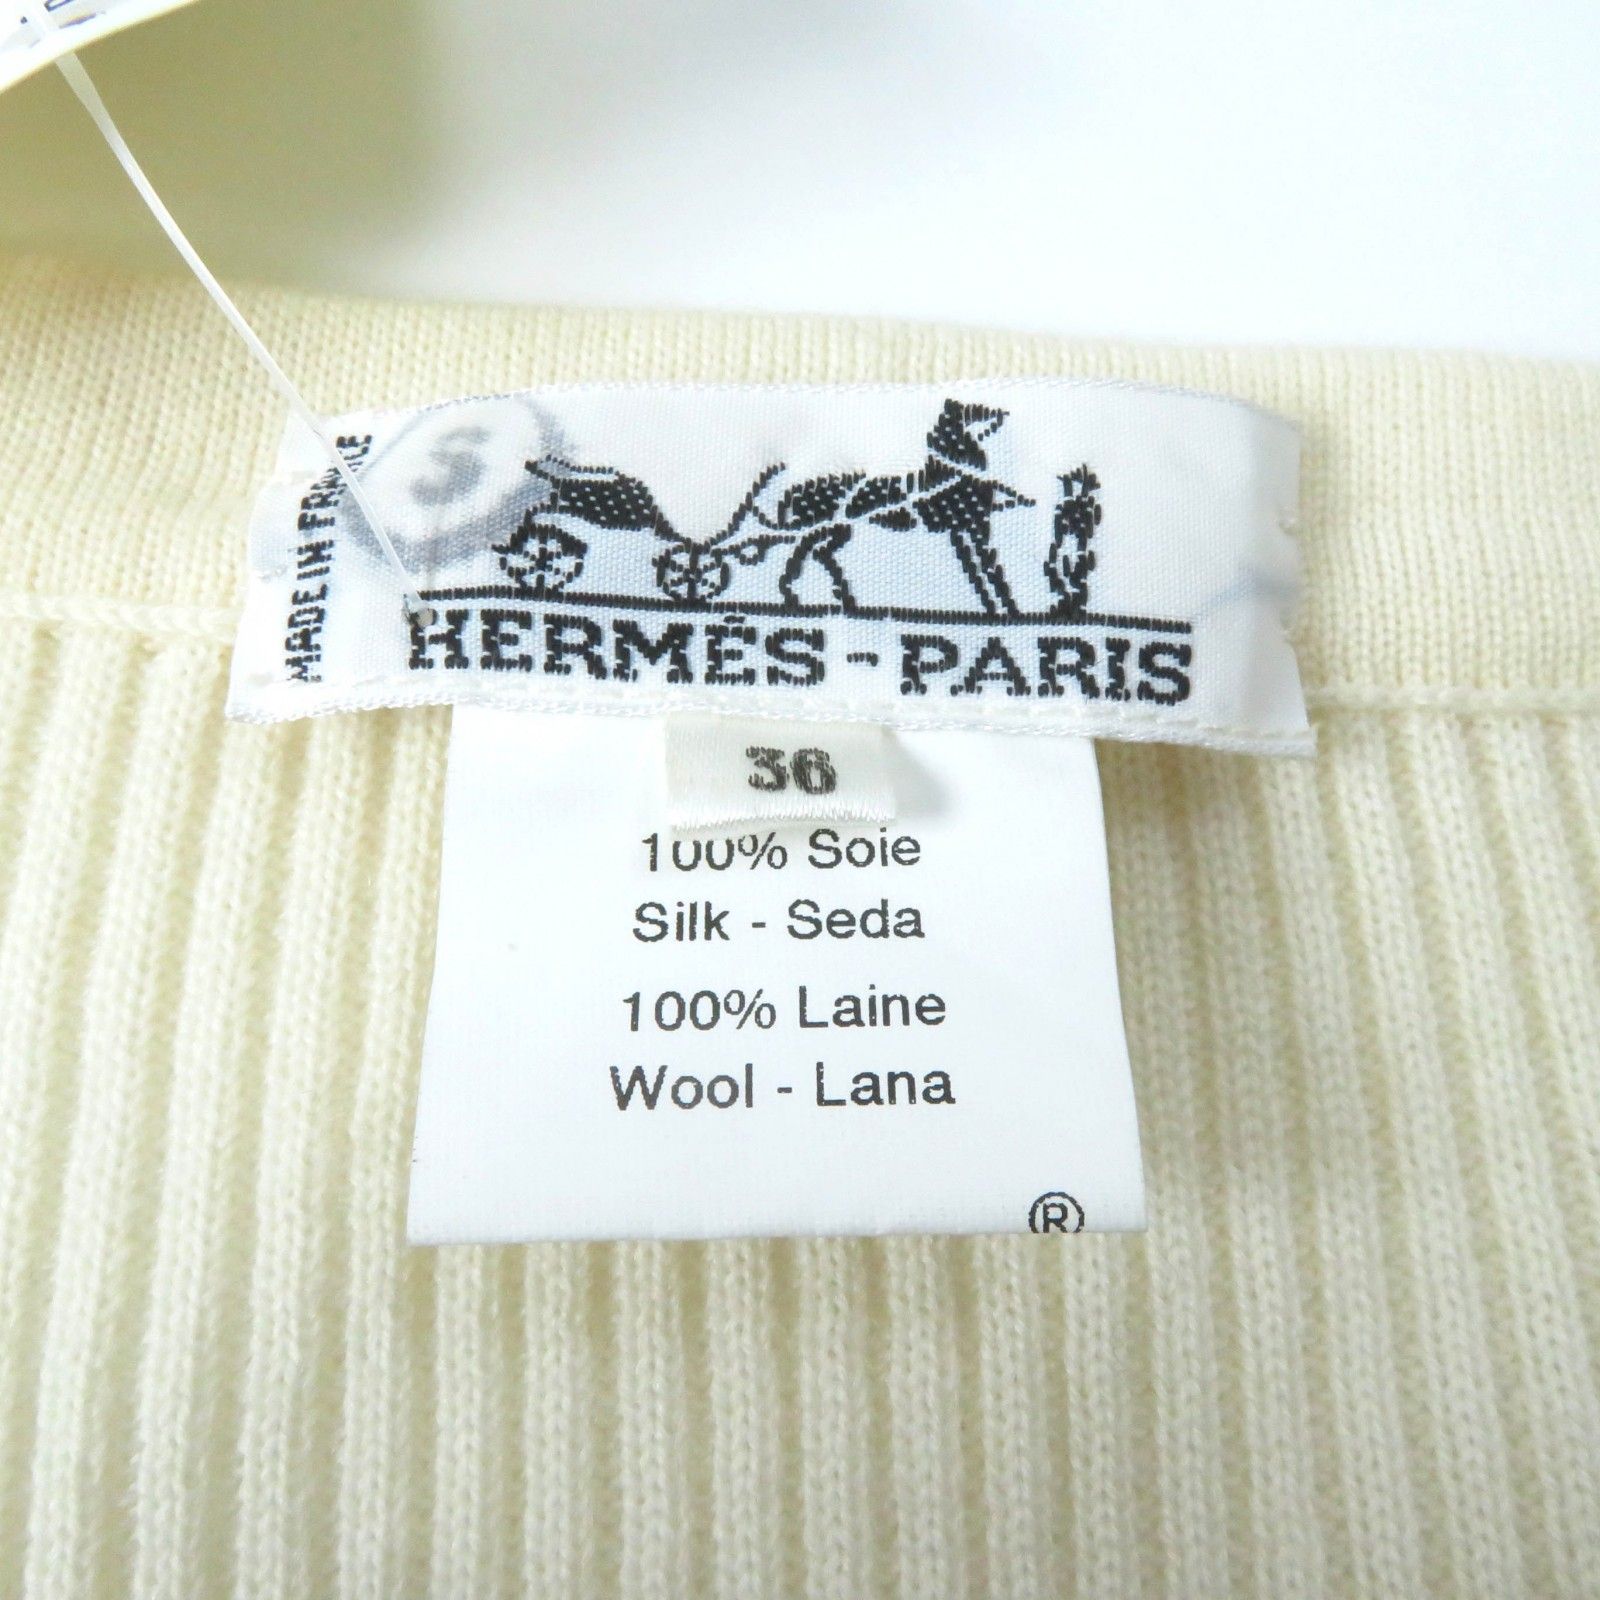 MADE IN FRANCE
S
HERMÈS - PARIS
36
100% Soie
Silk - Seda
100% Laine
Wool - Lana
®